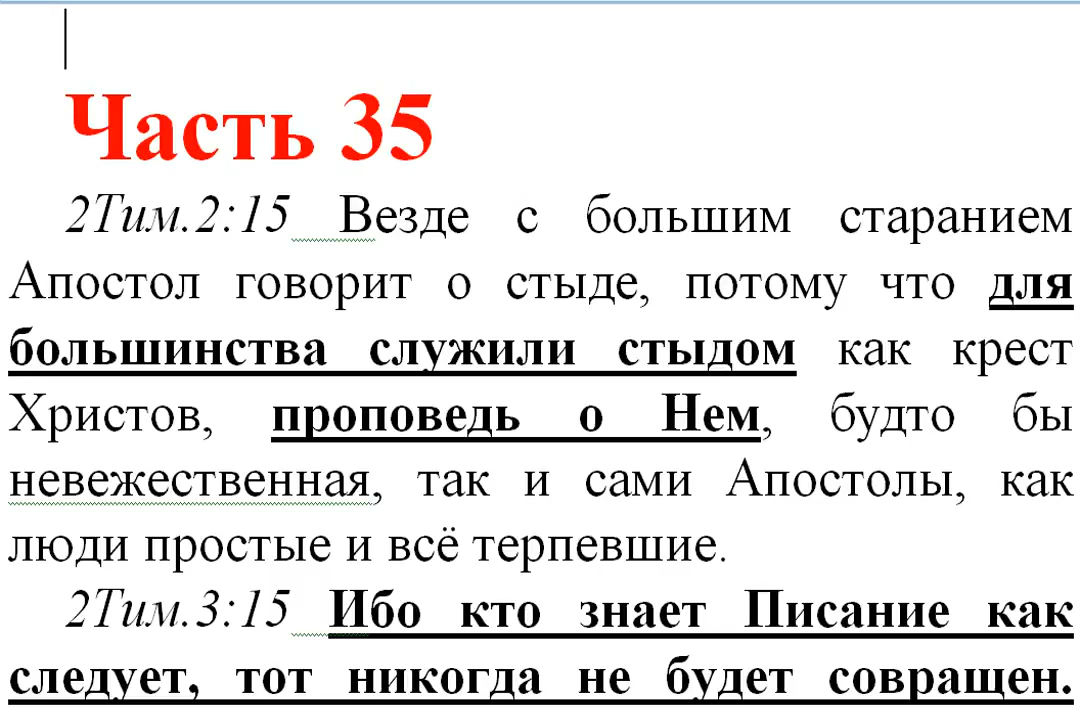 Часть 35
2Тим.2:15 Везде с большим старанием
Апостол говорит о стыде, потому что для
большинства служили стыдом как крест
Христов, проповедь о Нем, будто бы
невежественная, так и сами Апостолы, как
люди простые и всё терпевшие.
2Тим.3:15 Ибо кто знает Писание как
следует, тот никогда не будет совращен.